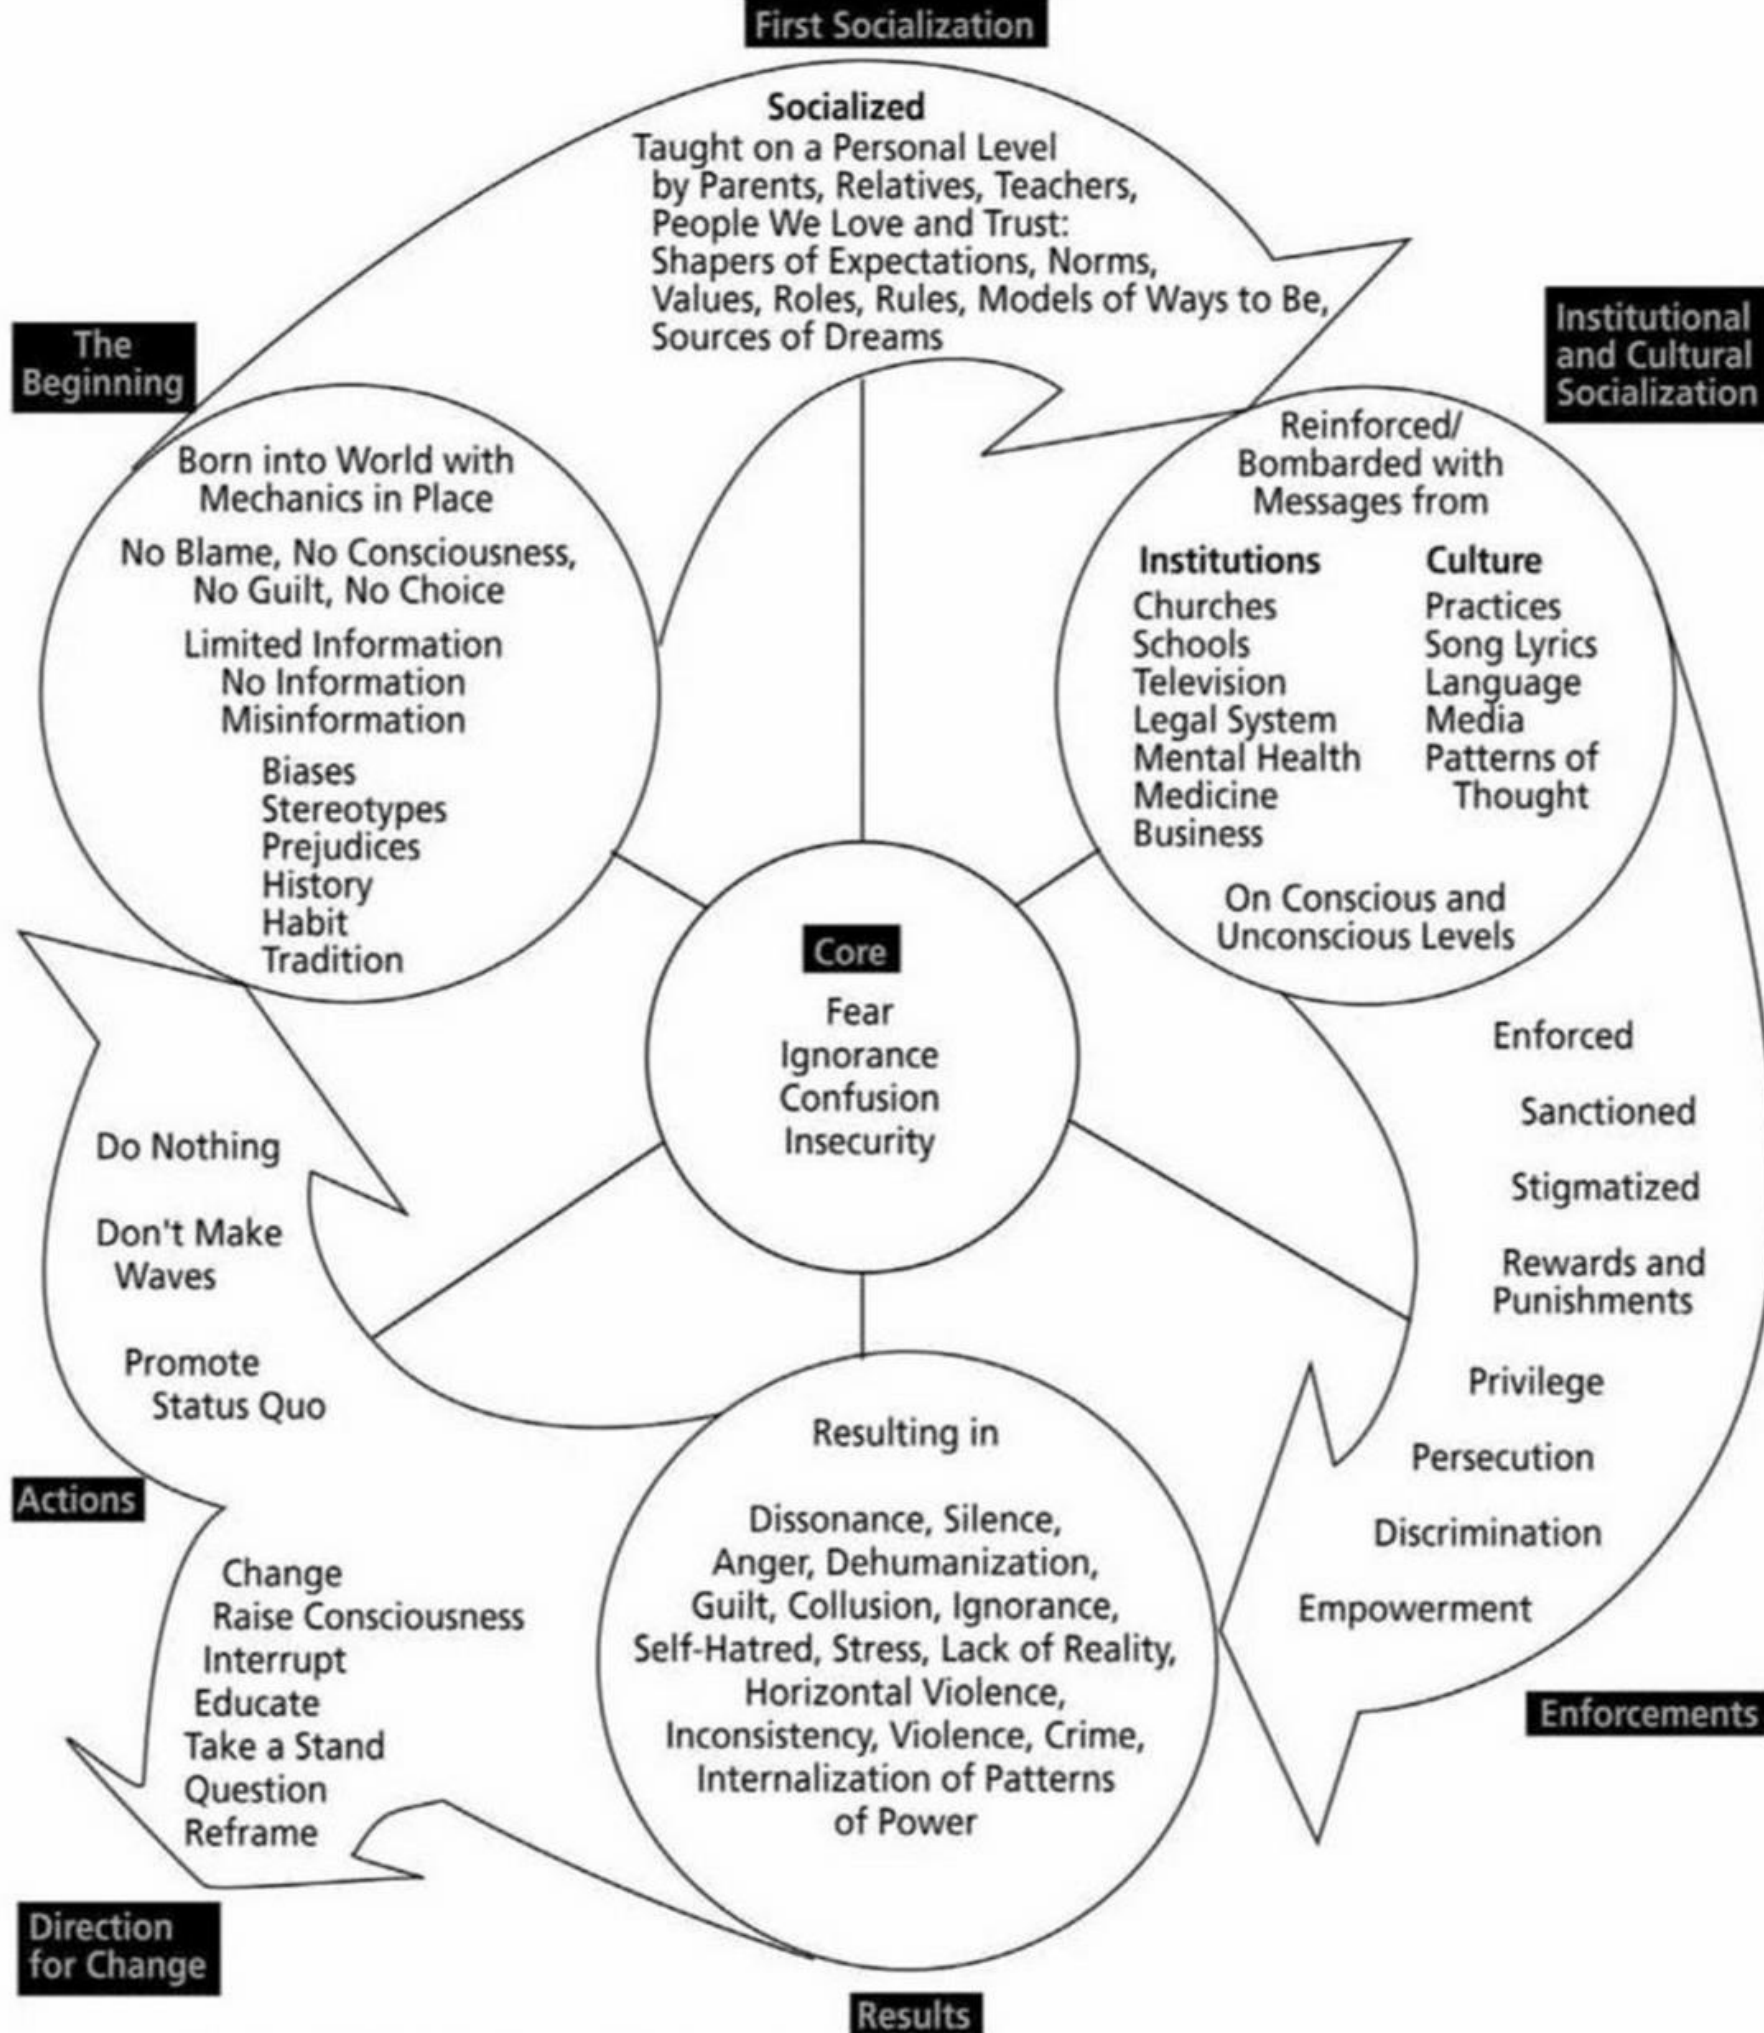 First Socialization
Socialized
Taught on a Personal Level
by Parents, Relatives, Teachers,
People We Love and Trust:
Shapers of Expectations, Norms,
Values, Roles, Rules, Models of Ways to Be,
Sources of Dreams
The
Beginning
Born into World with
Mechanics in Place
No Blame, No Consciousness,
No Guilt, No Choice
Limited Information
No Information
Misinformation
Biases
Stereotypes
Prejudices
History
Habit
Tradition
Institutional
and Cultural
Socialization
Reinforced/
Bombarded with
Messages from
Institutions
Churches
Schools
Television
Legal System
Mental Health
Medicine
Business
Culture
Practices
Song Lyrics
Language
Media
Patterns of
Thought
On Conscious and
Unconscious Levels
Core
Fear
Ignorance
Confusion
Insecurity
Enforced
Sanctioned
Stigmatized
Rewards and
Punishments
Privilege
Persecution
Discrimination
Empowerment
Enforcements
Resulting in
Dissonance, Silence,
Anger, Dehumanization,
Guilt, Collusion, Ignorance,
Self-Hatred, Stress, Lack of Reality,
Horizontal Violence,
Inconsistency, Violence, Crime,
Internalization of Patterns
of Power
Results
Do Nothing
Don't Make
Waves
Promote
Status Quo
Actions
Change
Raise Consciousness
Interrupt
Educate
Take a Stand
Question
Reframe
Direction
for Change